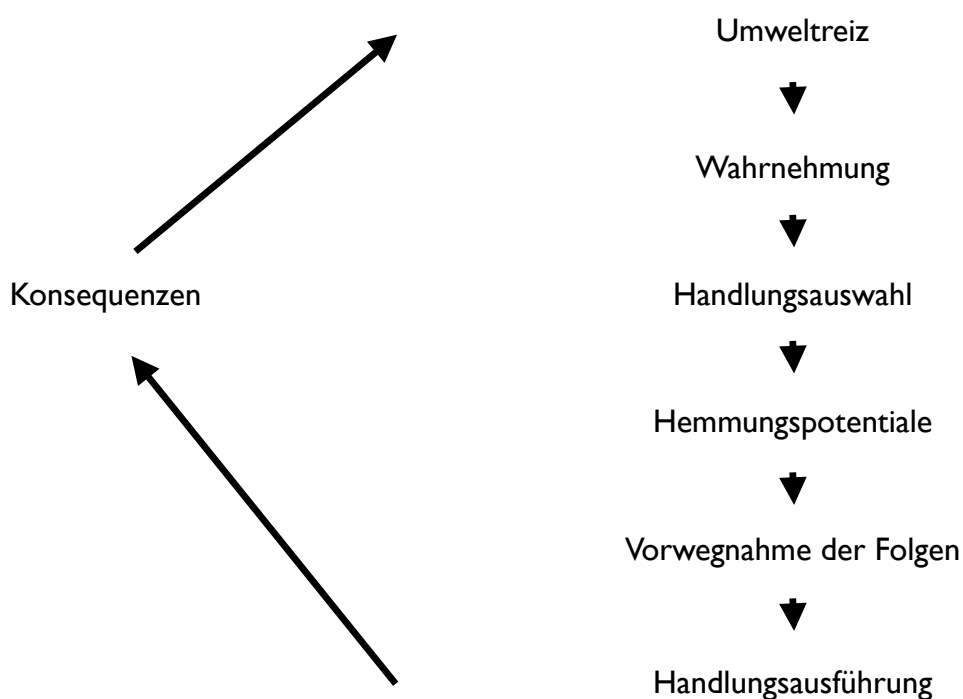 Umweltreiz
Wahrnehmung
Konsequenzen
Handlungsauswahl
Hemmungspotentiale
Vorwegnahme der Folgen
Handlungsausführung